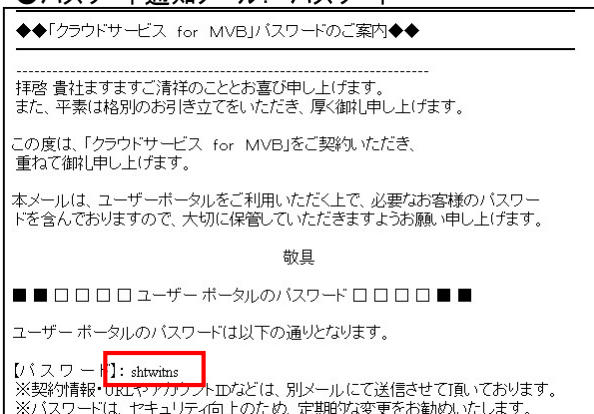 ◆◆「クラウドサービス for MVB」パスワードのご案内◆◆
----------------------------------------------------------------------
拝啓 貴社ますますご清祥のこととお喜び申し上げます。
また、平素は格別のお引き立てをいただき、厚く御礼申し上げます。
この度は、「クラウドサービス for MVB」をご契約いただき、
重ねて御礼申し上げます。
本メールは、ユーザーポータルをご利用いただく上で、必要なお客様のパスワー
ドを含んでおりますので、大切に保管していただきますようお願い申し上げます。
敬具
■ ■ □ □ □ □ ユーザー ポータルのパスワード □ □ □ □ ■ ■
ユーザー ポータルのパスワードは以下の通りとなります。
【パスワード】: shtwitns
※契約情報・URLやアカウントIDなどは、別メールにて送信させて頂いております。
※パスワードは、セキュリティ向上のため、定期的な変更をお勧めいたします。